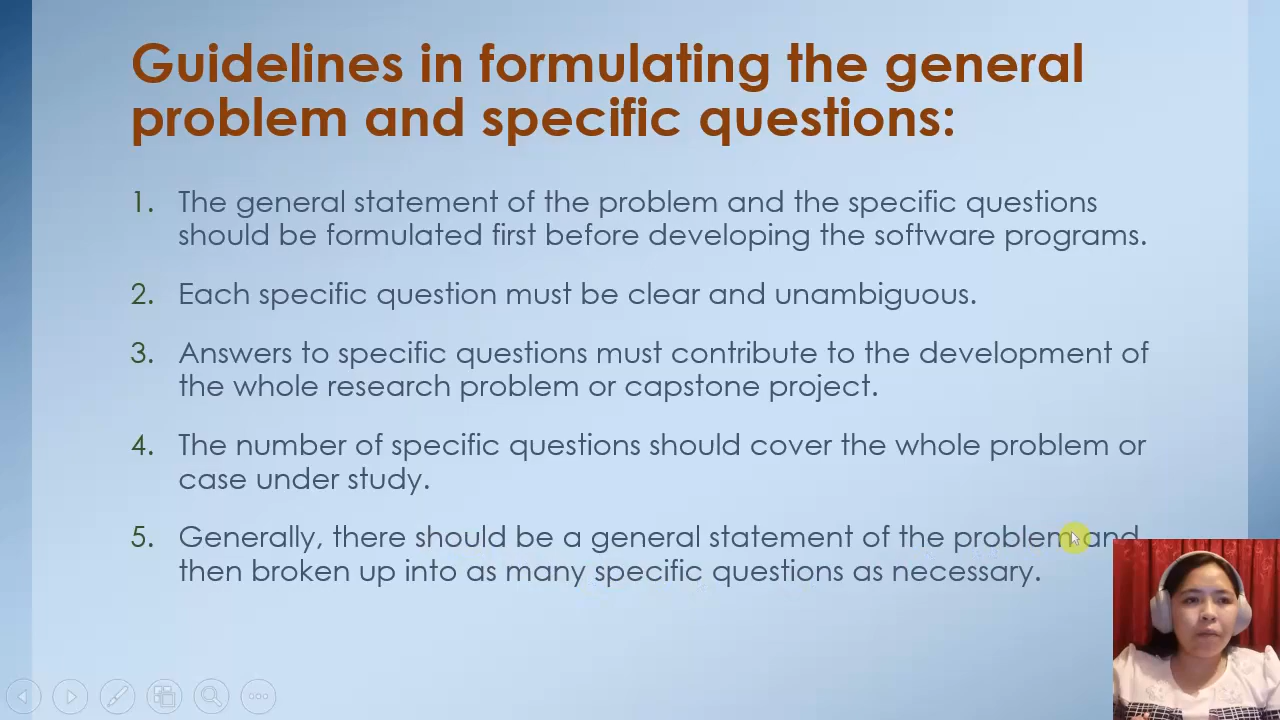 Guidelines in formulating the general
problem and specific questions:
1. The general statement of the problem and the specific questions
should be formulated first before developing the software programs.
2. Each specific question must be clear and unambiguous.
3. Answers to specific questions must contribute to the development of
the whole research problem or capstone project.
4. The number of specific questions should cover the whole problem or
case under study.
5. Generally, there should be a general statement of the problem and
then broken up into as many specific questions as necessary.